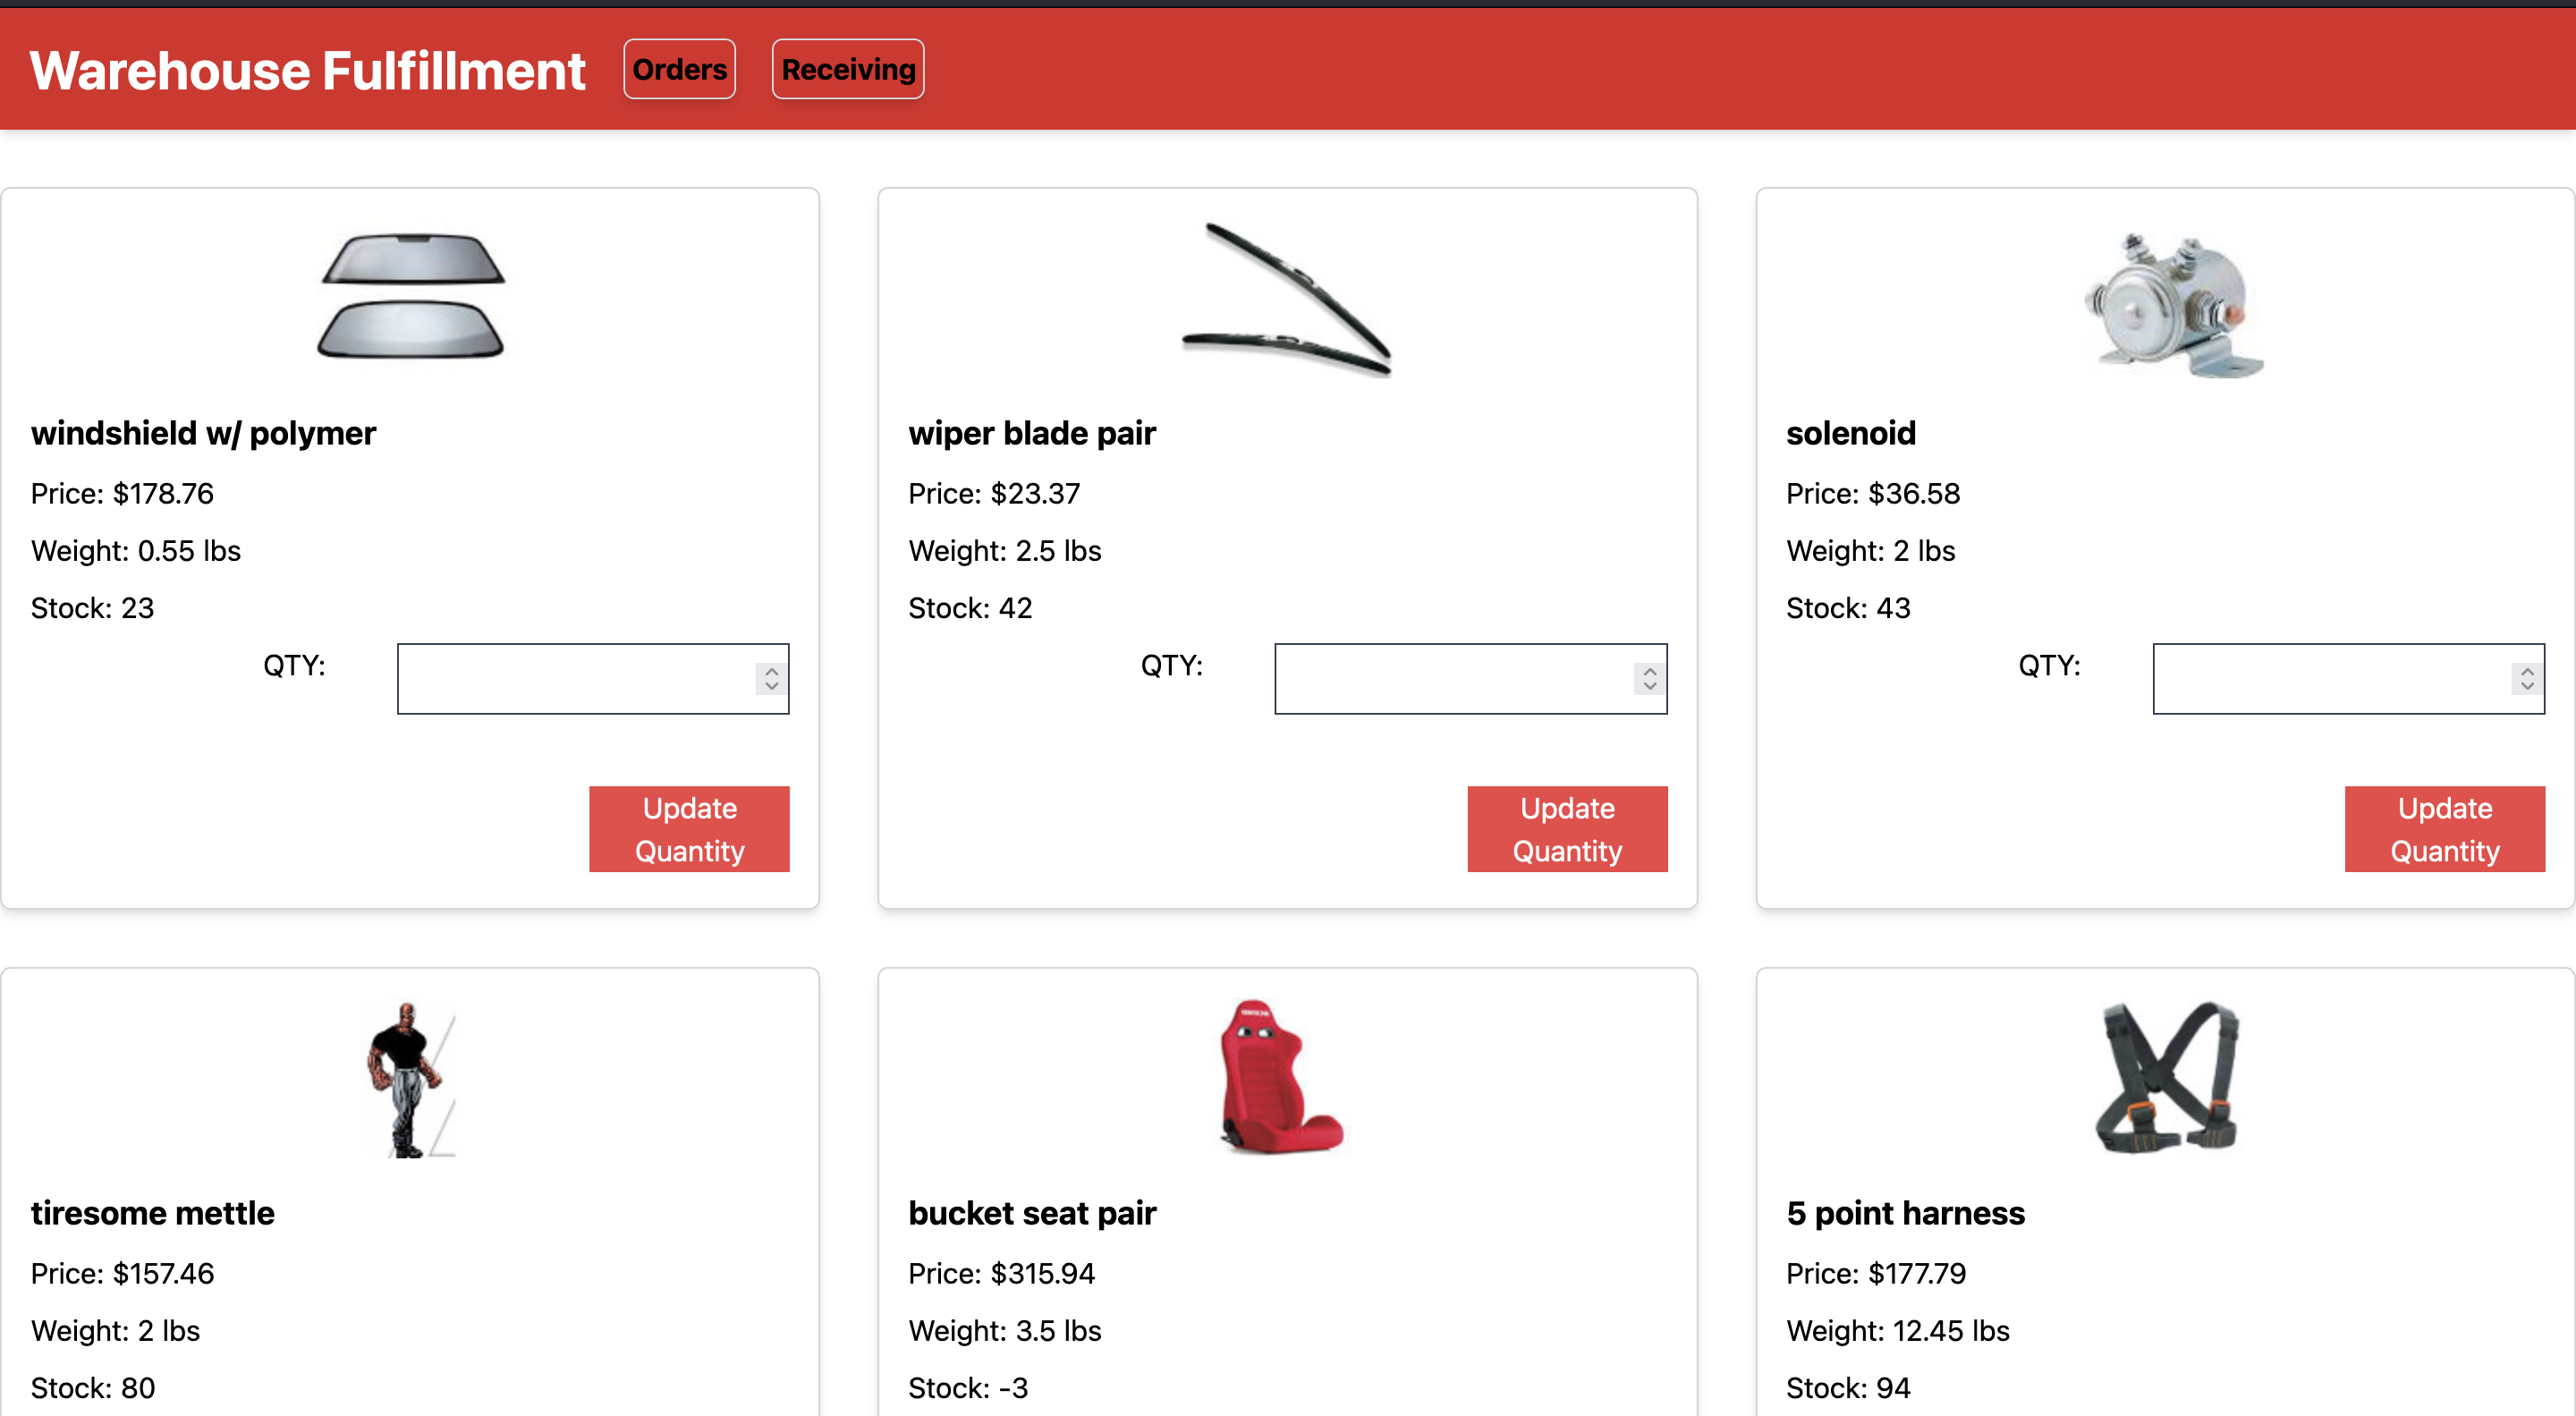 Warehouse Fulfillment Orders Receiving
windshield w/ polymer
Price: $178.76
Weight: 0.55 lbs
Stock: 23
QTY:
Update
Quantity
wiper blade pair
Price: $23.37
Weight: 2.5 lbs
Stock: 42
QTY:
Update
Quantity
solenoid
Price: $36.58
Weight: 2 lbs
Stock: 43
QTY:
Update
Quantity
tiresome mettle
Price: $157.46
Weight: 2 lbs
Stock: 80
bucket seat pair
Price: $315.94
Weight: 3.5 lbs
Stock: -3
5 point harness
Price: $177.79
Weight: 12.45 lbs
Stock: 94